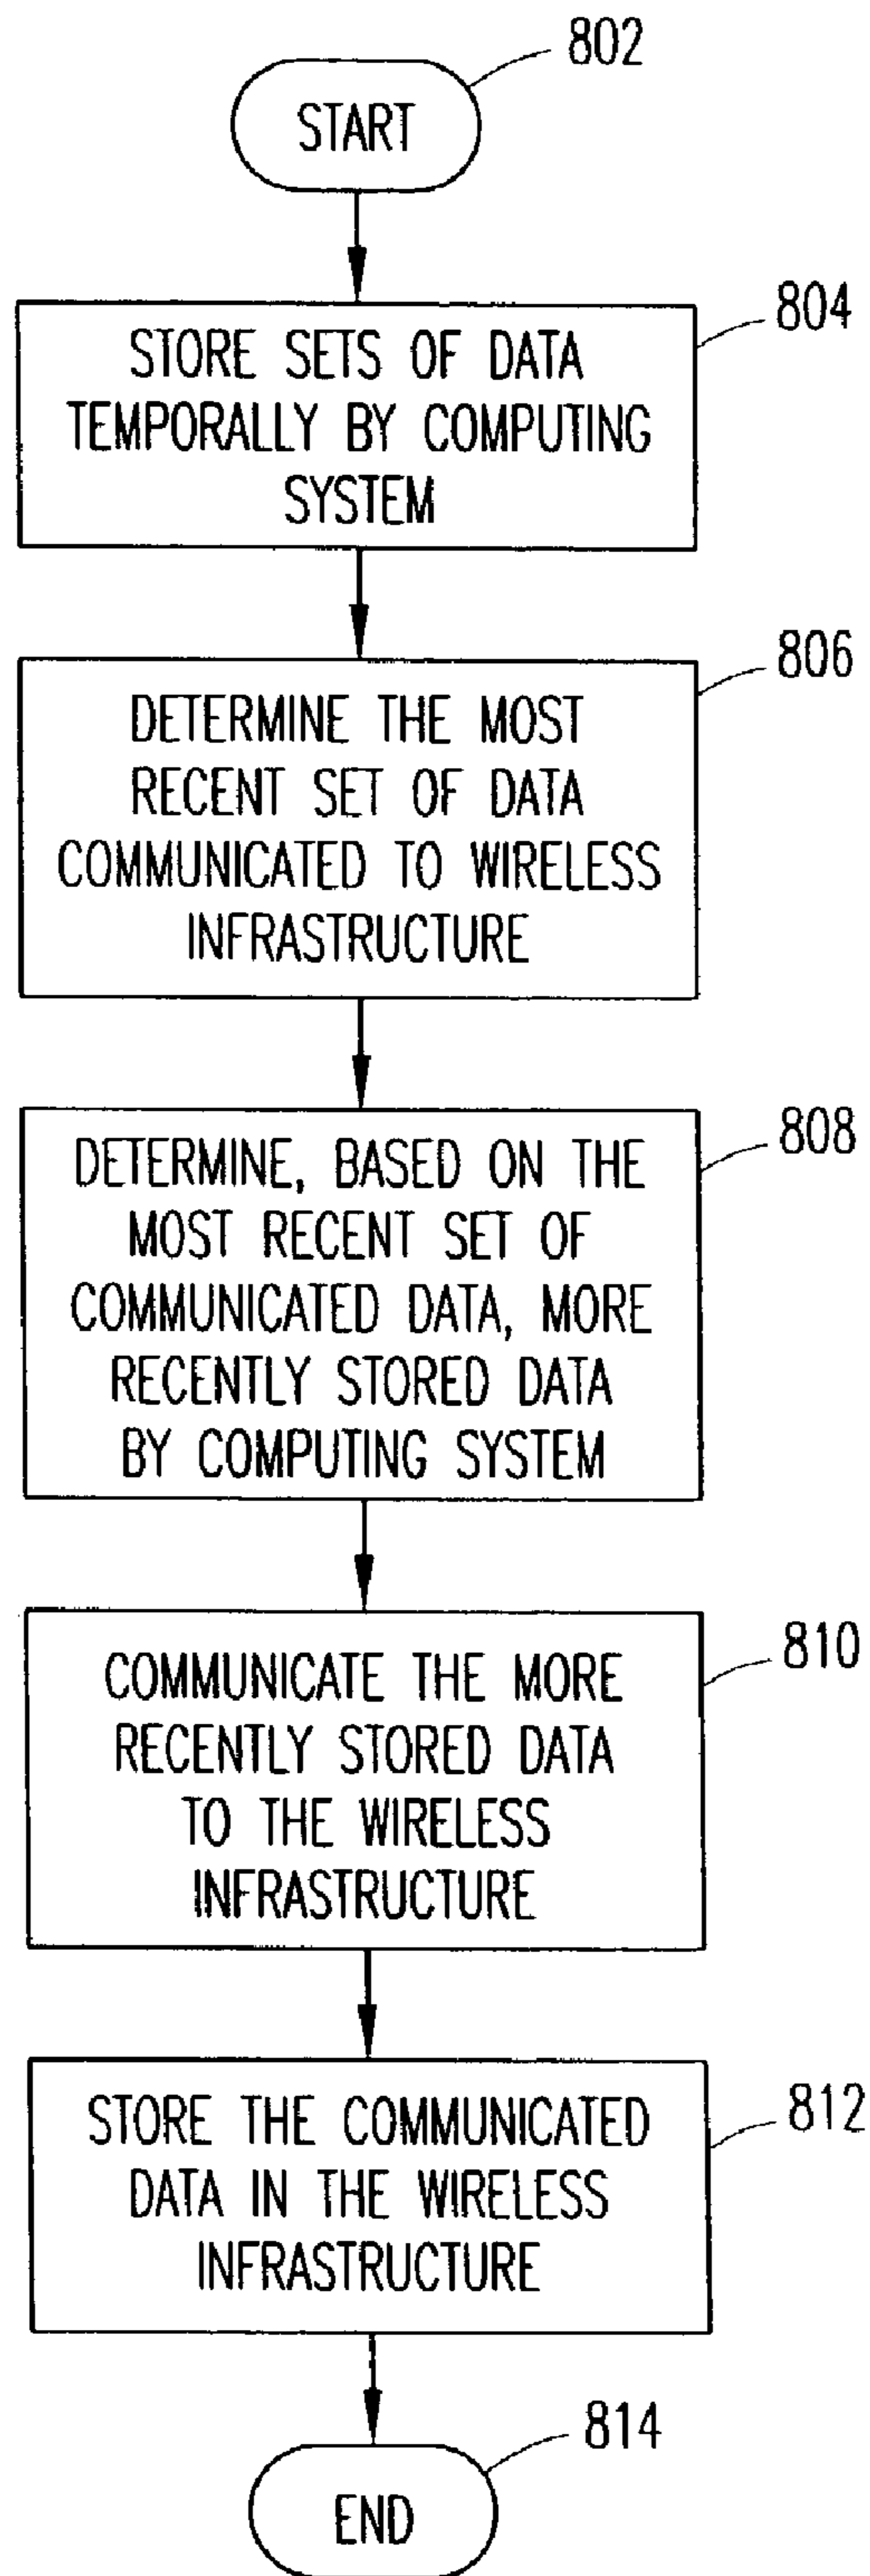 802
START
804
STORE SETS OF DATA
TEMPORALLY BY COMPUTING
SYSTEM
806
DETERMINE THE MOST
RECENT SET OF DATA
COMMUNICATED TO WIRELESS
INFRASTRUCTURE
808
DETERMINE, BASED ON THE
MOST RECENT SET OF
COMMUNICATED DATA, MORE
RECENTLY STORED DATA
BY COMPUTING SYSTEM
810
COMMUNICATE THE MORE
RECENTLY STORED DATA
TO THE WIRELESS
INFRASTRUCTURE
812
STORE THE COMMUNICATED
DATA IN THE WIRELESS
INFRASTRUCTURE
814
END